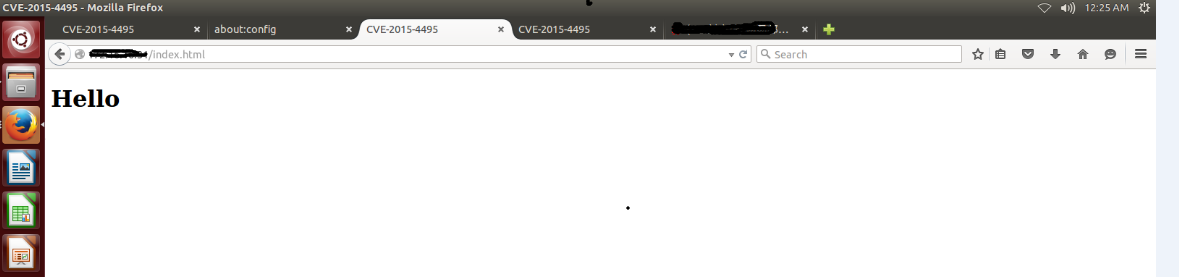 CVE-2015-4495 - Mozilla Firefox
12:25 AM
CVE-2015-4495
about:config
CVE-2015-4495
CVE-2015-4495
...
/index.html
Search
Hello